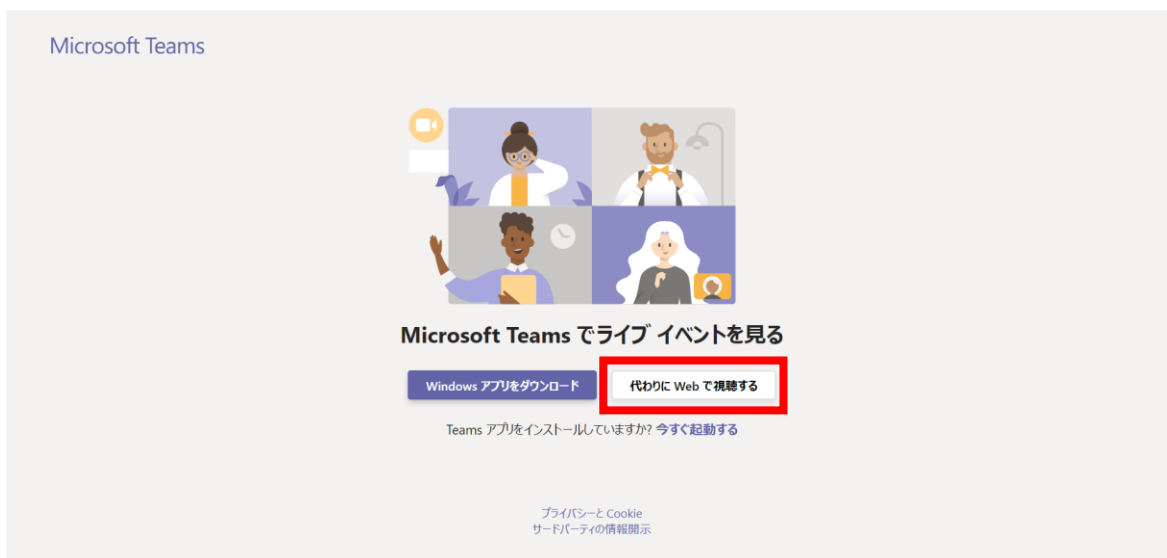 Microsoft Teams
Microsoft Teams でライブ イベントを見る
Windows アプリをダウンロード
代わりに Web で視聴する
Teams アプリをインストールしていますか? 今すぐ起動する
プライバシーと Cookie
サードパーティの情報開示